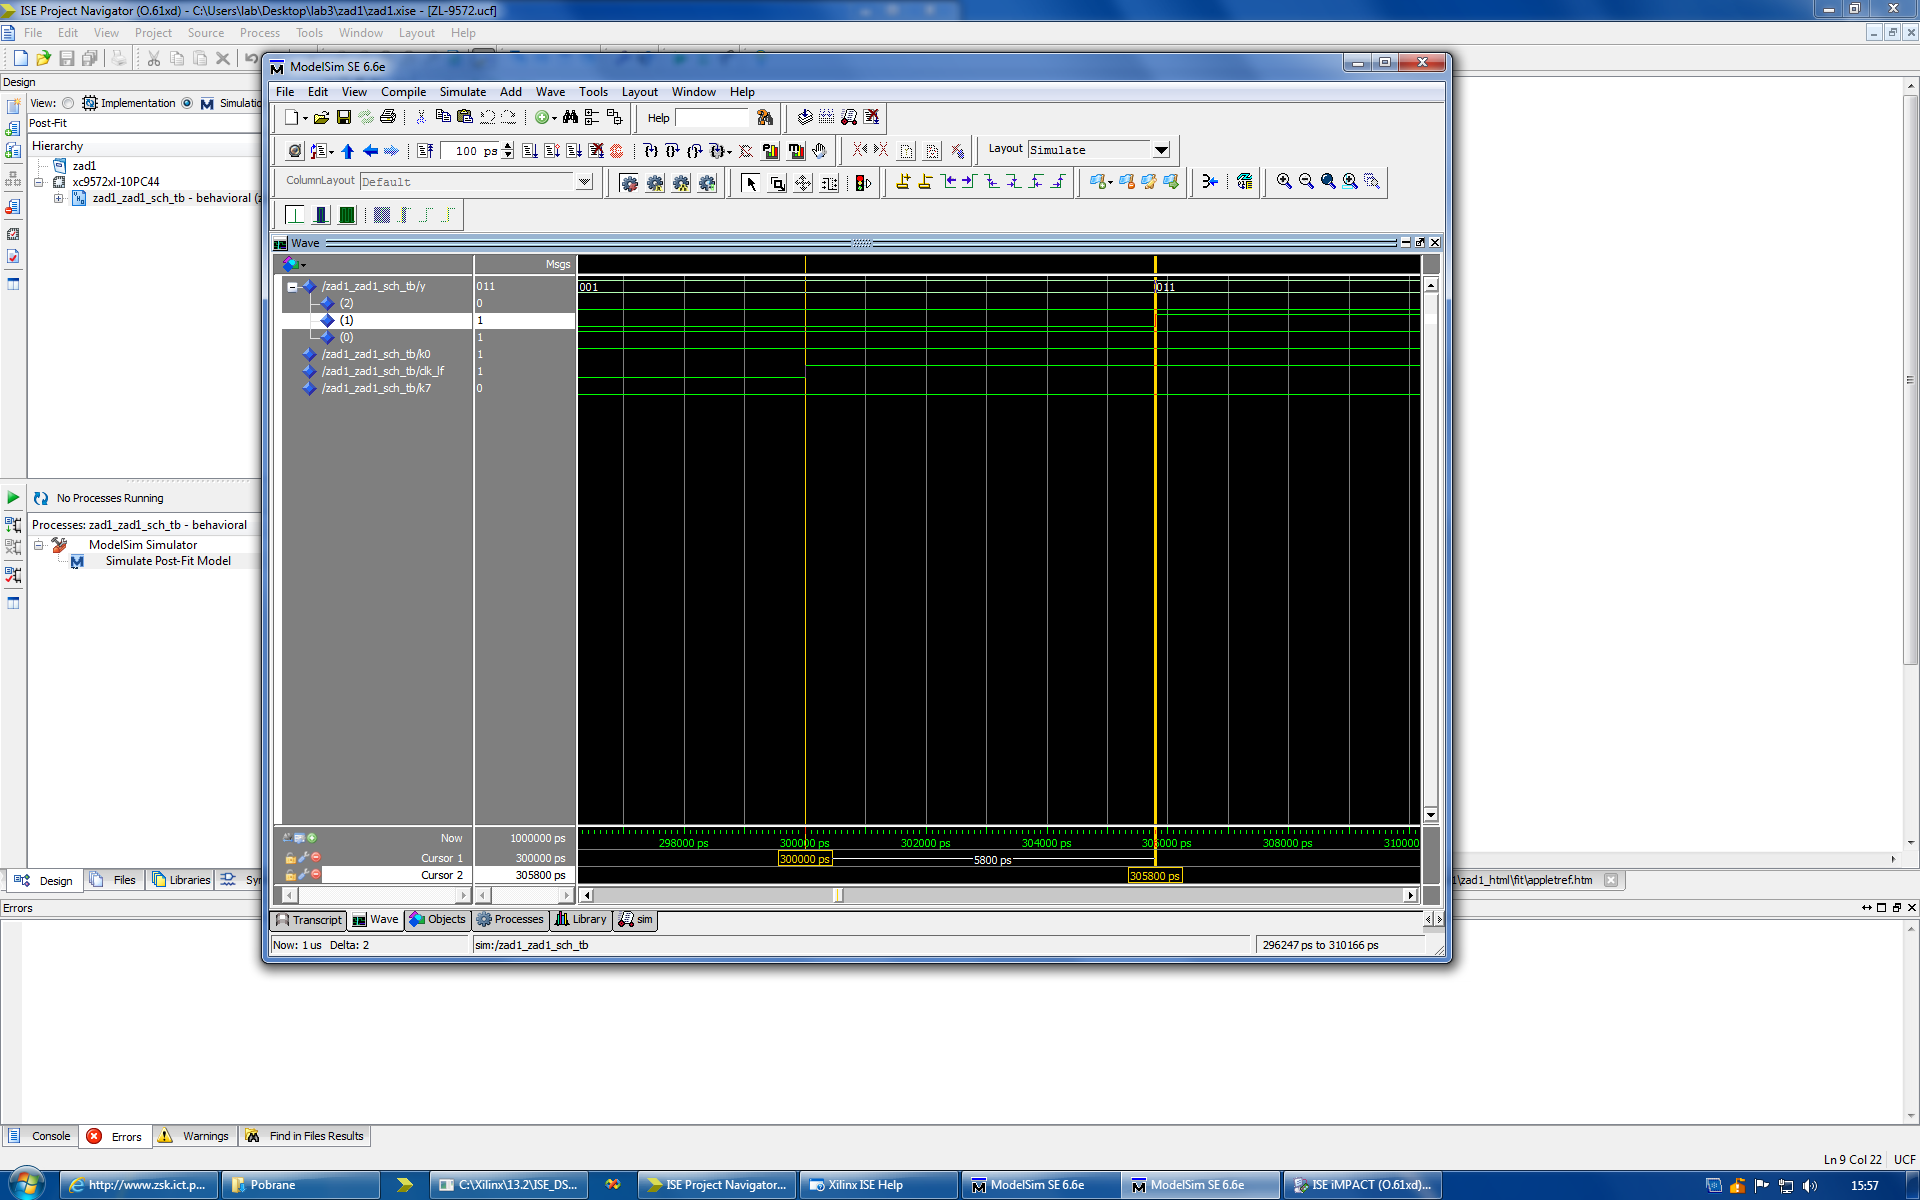 ISE Project Navigator (O.61xd) - C:\Users\lab\Desktop\lab3\zad1\zad1.xise - [ZL-9572.ucf]
File Edit View Project Source Process Tools Window Layout Help
Design
View: Implementation Simulatio
Post-Fit
Hierarchy
zad1
xc9572xl-10PC44
zad1_zad1_sch_tb - behavioral (z
No Processes Running
Processes: zad1_zad1_sch_tb - behavioral
ModelSim Simulator
Simulate Post-Fit Model
Design Files Libraries Syr
ModelSim SE 6.6e
File Edit View Compile Simulate Add Wave Tools Layout Window Help
Help
100 ps
Layout Simulate
ColumnLayout Default
Wave
Msgs
/zad1_zad1_sch_tb/y 011 001 011
(2) 0
(1) 1
(0) 1
/zad1_zad1_sch_tb/k0 1
/zad1_zad1_sch_tb/clk_lf 1
/zad1_zad1_sch_tb/k7 0
Now 1000000 ps 298000 ps 300000 ps 302000 ps 304000 ps 306000 ps 308000 ps 310000
Cursor 1 300000 ps 300000 ps 5800 ps
Cursor 2 305800 ps 305800 ps
Transcript Wave Objects Processes Library sim
Now: 1 us Delta: 2 sim:/zad1_zad1_sch_tb 296247 ps to 310166 ps
1\zad1_html\fit\appletref.htm
Errors
Console Errors Warnings Find in Files Results
Ln 9 Col 22 UCF
http://www.zsk.ict.p... Pobrane C:\Xilinx\13.2\ISE_DS... ISE Project Navigator... Xilinx ISE Help ModelSim SE 6.6e ModelSim SE 6.6e ISE iMPACT (O.61xd)... 15:57